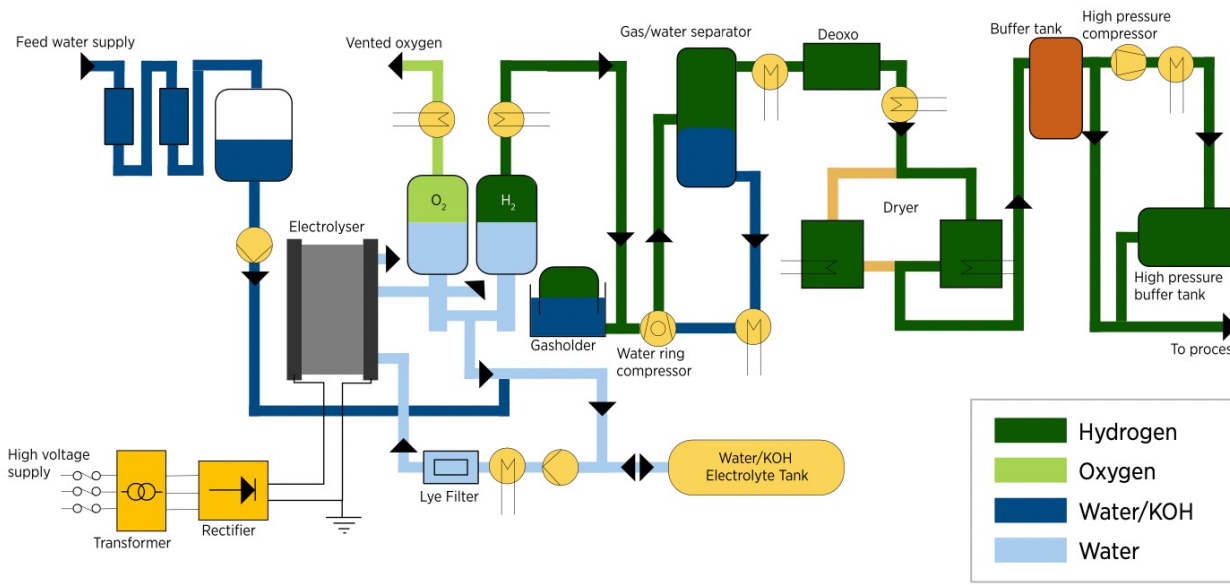 Feed water supply
Vented oxygen
Gas/water separator
Deoxo
Buffer tank
High pressure
compressor
O2
H2
Electrolyser
Dryer
Gasholder
Water ring
compressor
High pressure
buffer tank
To proces
High voltage
supply
Transformer
Rectifier
Lye Filter
Water/KOH
Electrolyte Tank
Hydrogen
Oxygen
Water/KOH
Water